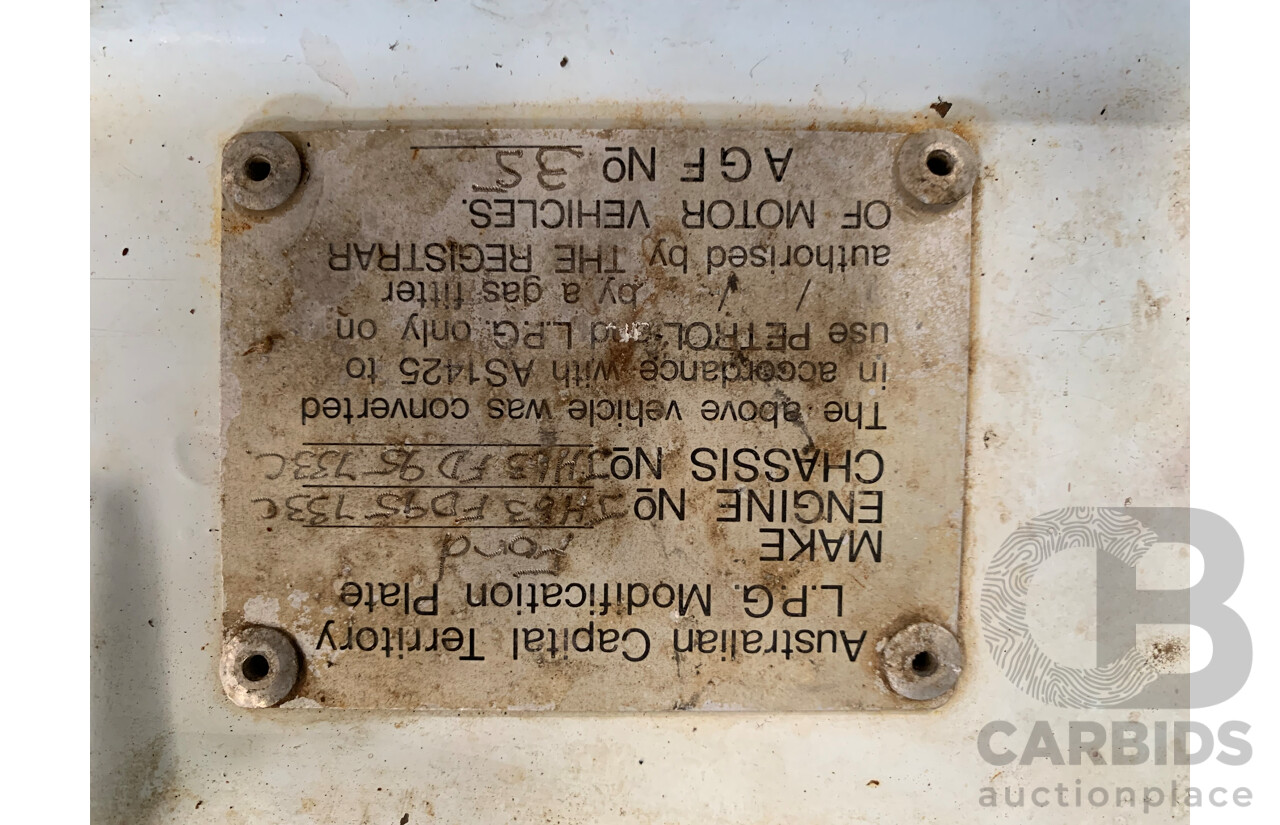 Australian Capital Territory
L.P.G. Modification Plate
MAKE Ford
ENGINE Nº JH63FD95733C
CHASSIS Nº JH63FD95733C
The above vehicle was converted
in accordance with AS1425 to
use PETROL and L.P.G. only on
/ / by a gas fitter
authorised by THE REGISTRAR
OF MOTOR VEHICLES.
A G F Nº 35
CB
CARBIDS
auctionplace